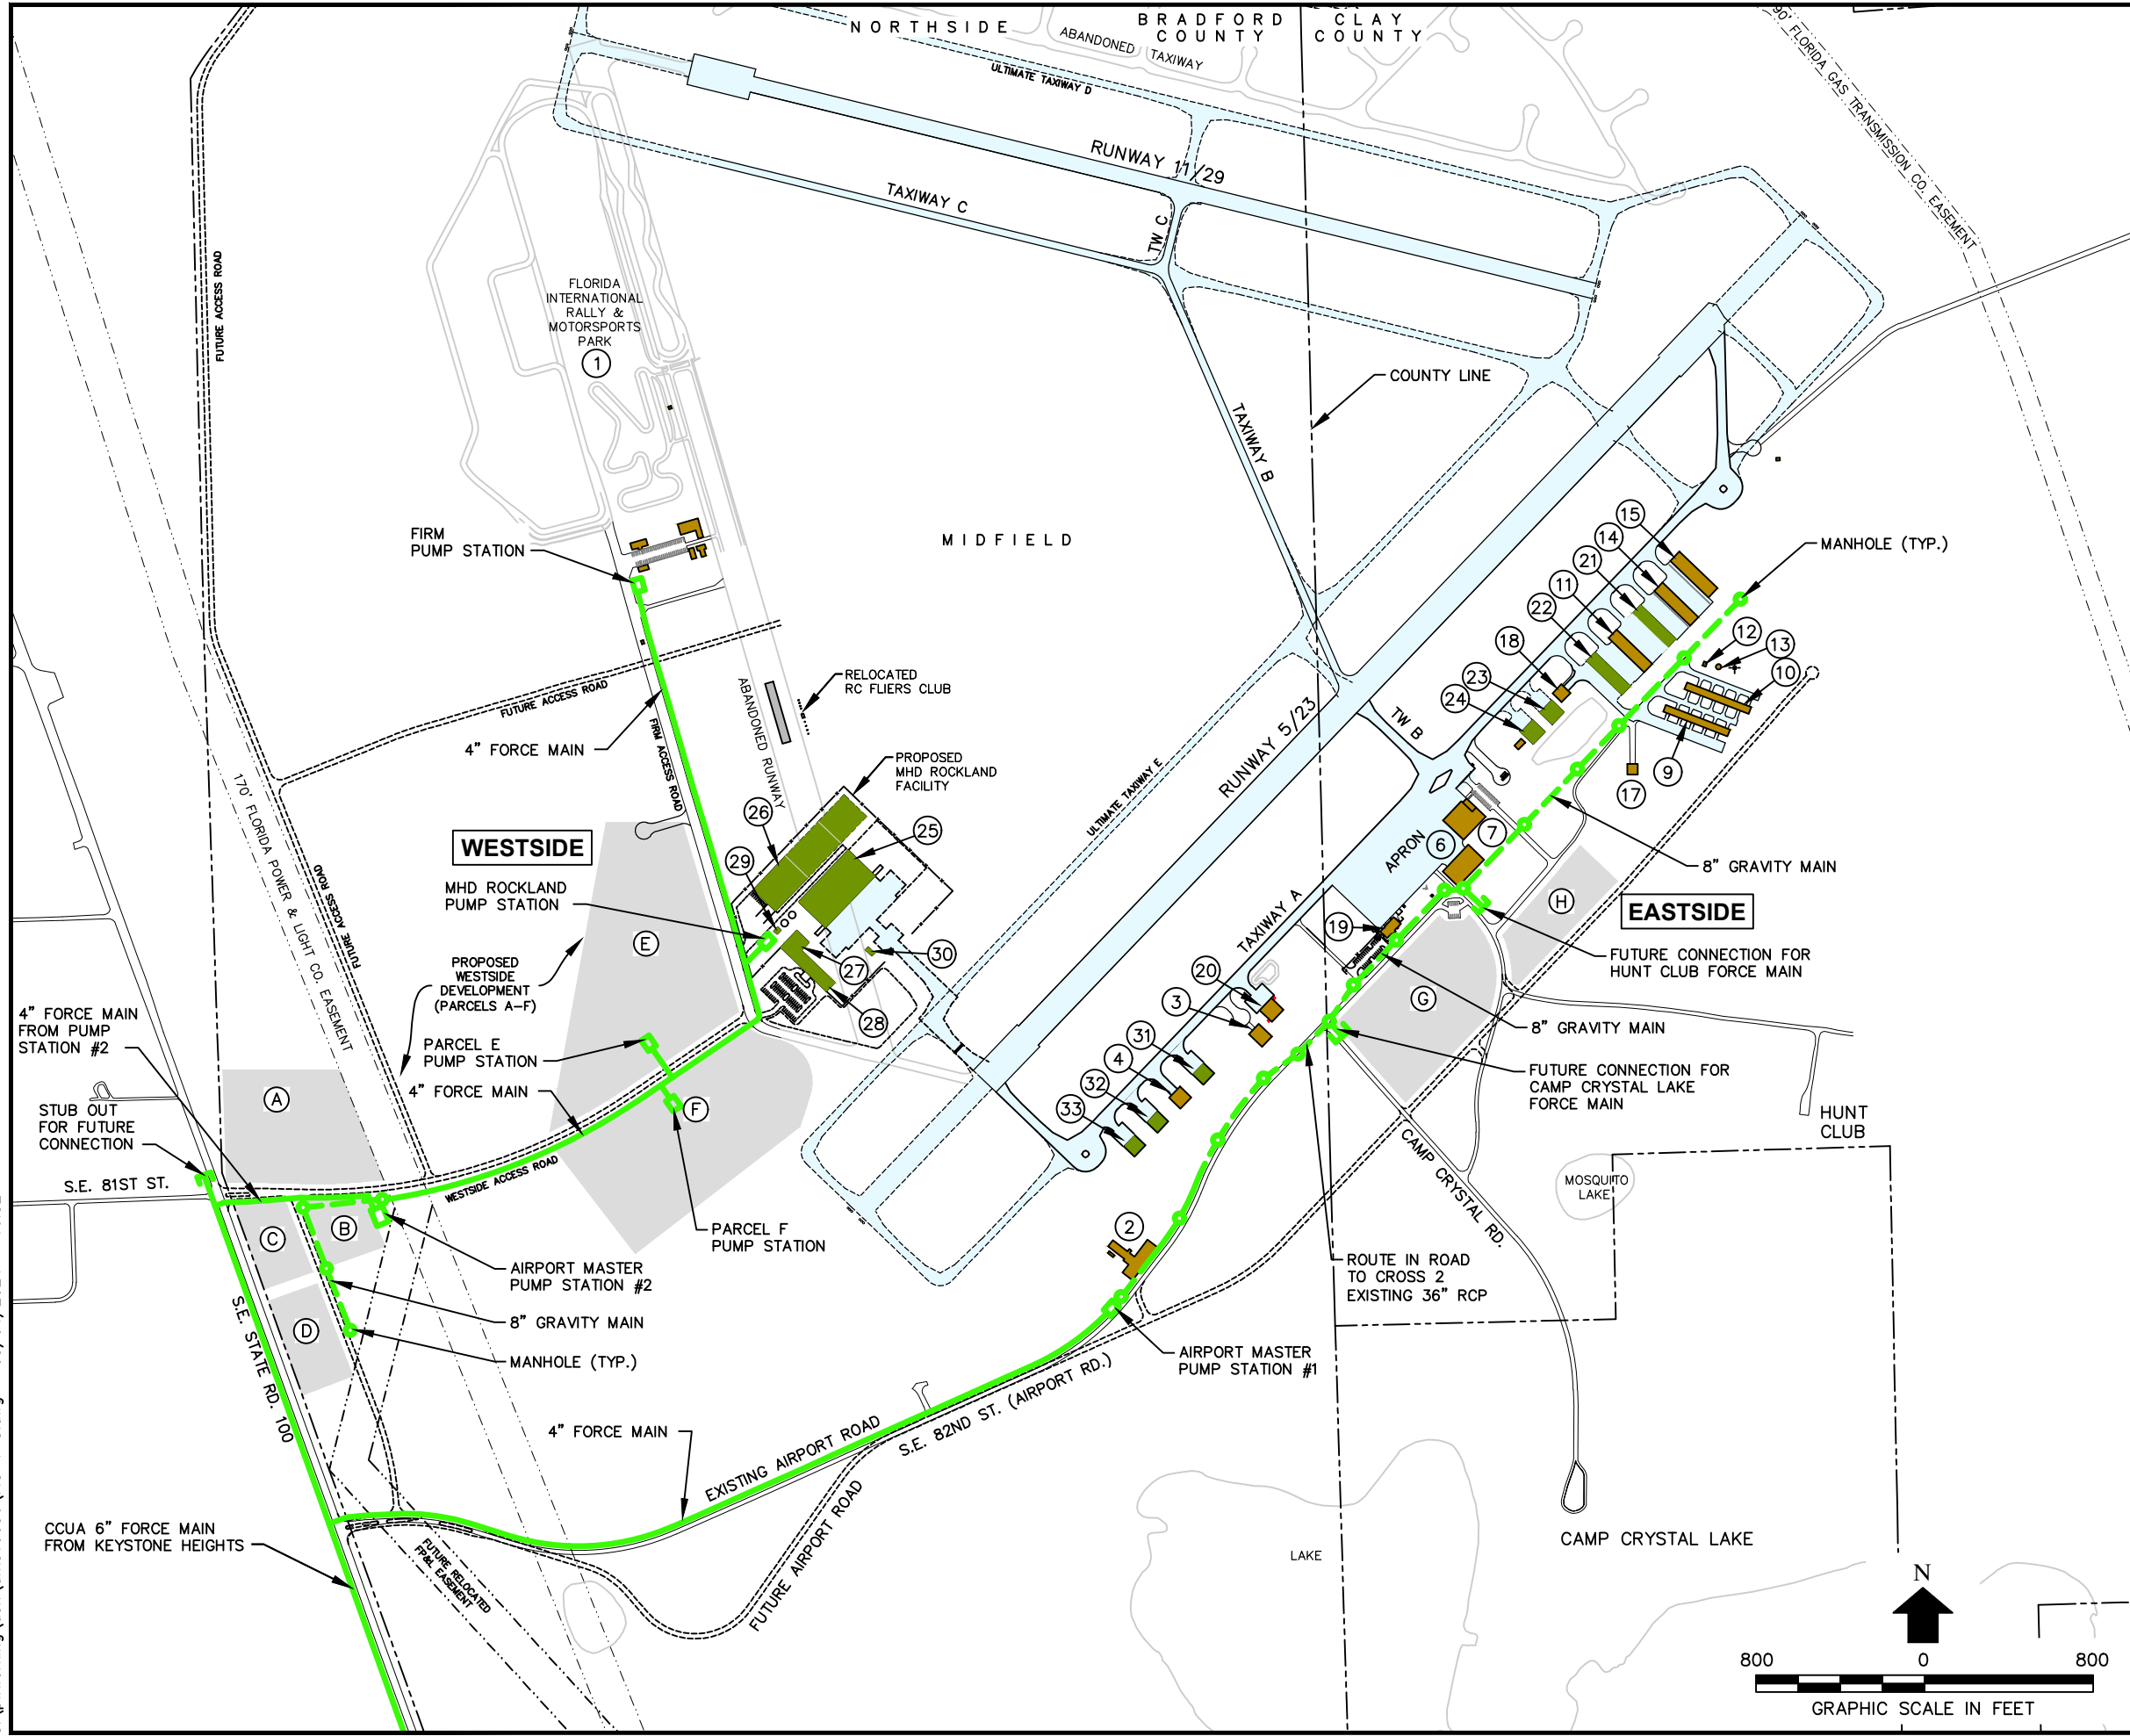 NORTHSIDE
BRADFORD
COUNTY
CLAY
COUNTY
ABANDONED TAXIWAY
ULTIMATE TAXIWAY D
90' FLORIDA GAS TRANSMISSION CO. EASEMENT
RUNWAY 11/29
TAXIWAY C
TW C
FUTURE ACCESS ROAD
FLORIDA
INTERNATIONAL
RALLY &
MOTORSPORTS
PARK
1
COUNTY LINE
TAXIWAY B
MIDFIELD
FIRM
PUMP STATION
15
14
21
11
22
18
23
24
MANHOLE (TYP.)
12
13
10
9
17
RELOCATED
RC FLIERS CLUB
FUTURE ACCESS ROAD
4" FORCE MAIN
FIRM ACCESS ROAD
ABANDONED RUNWAY
TW B
RUNWAY 5/23
ULTIMATE TAXIWAY E
PROPOSED
MHD ROCKLAND
FACILITY
170' FLORIDA POWER & LIGHT CO. EASEMENT
FUTURE ACCESS ROAD
WESTSIDE
26
25
29
APRON
6
7
8" GRAVITY MAIN
MHD ROCKLAND
PUMP STATION
E
H
EASTSIDE
TAXIWAY A
19
30
27
28
FUTURE CONNECTION FOR
HUNT CLUB FORCE MAIN
PROPOSED
WESTSIDE
DEVELOPMENT
(PARCELS A-F)
20
3
G
8" GRAVITY MAIN
4" FORCE MAIN
FROM PUMP
STATION #2
PARCEL E
PUMP STATION
4" FORCE MAIN
31
4
32
33
FUTURE CONNECTION FOR
CAMP CRYSTAL LAKE
FORCE MAIN
A
F
STUB OUT
FOR FUTURE
CONNECTION
HUNT
CLUB
S.E. 81ST ST.
WESTSIDE ACCESS ROAD
CAMP CRYSTAL RD.
MOSQUITO
LAKE
C
B
PARCEL F
PUMP STATION
2
AIRPORT MASTER
PUMP STATION #2
ROUTE IN ROAD
TO CROSS 2
EXISTING 36" RCP
8" GRAVITY MAIN
D
MANHOLE (TYP.)
AIRPORT MASTER
PUMP STATION #1
S.E. STATE RD. 100
4" FORCE MAIN
EXISTING AIRPORT ROAD
S.E. 82ND ST. (AIRPORT RD.)
FUTURE AIRPORT ROAD
CCUA 6" FORCE MAIN
FROM KEYSTONE HEIGHTS
FUTURE RELOCATED
FP&L EASEMENT
LAKE
CAMP CRYSTAL LAKE
N
800 0 800
GRAPHIC SCALE IN FEET